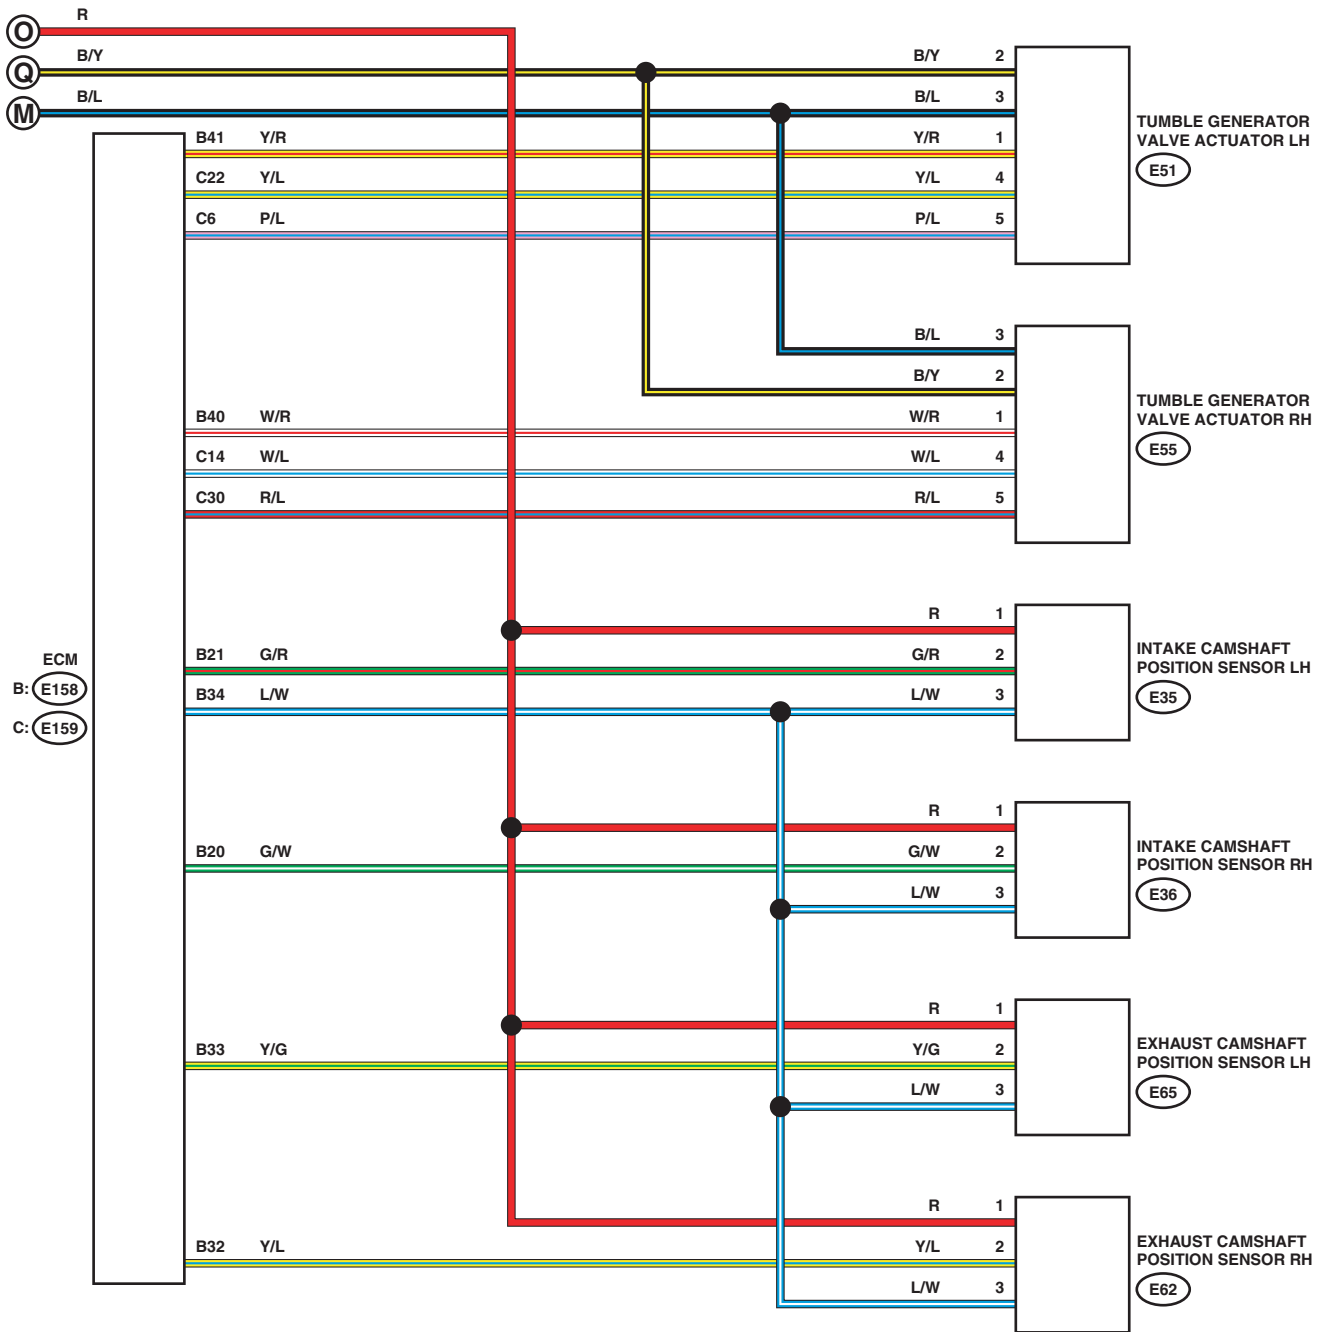 O R
Q B/Y B/Y 2
M B/L B/L 3
B41 Y/R Y/R 1
C22 Y/L Y/L 4
C6 P/L P/L 5
TUMBLE GENERATOR
VALVE ACTUATOR LH
E51
B/L 3
B/Y 2
B40 W/R W/R 1
C14 W/L W/L 4
C30 R/L R/L 5
TUMBLE GENERATOR
VALVE ACTUATOR RH
E55
ECM
B: E158
C: E159
R 1
B21 G/R G/R 2
B34 L/W L/W 3
INTAKE CAMSHAFT
POSITION SENSOR LH
E35
R 1
B20 G/W G/W 2
L/W 3
INTAKE CAMSHAFT
POSITION SENSOR RH
E36
R 1
B33 Y/G Y/G 2
L/W 3
EXHAUST CAMSHAFT
POSITION SENSOR LH
E65
R 1
B32 Y/L Y/L 2
L/W 3
EXHAUST CAMSHAFT
POSITION SENSOR RH
E62